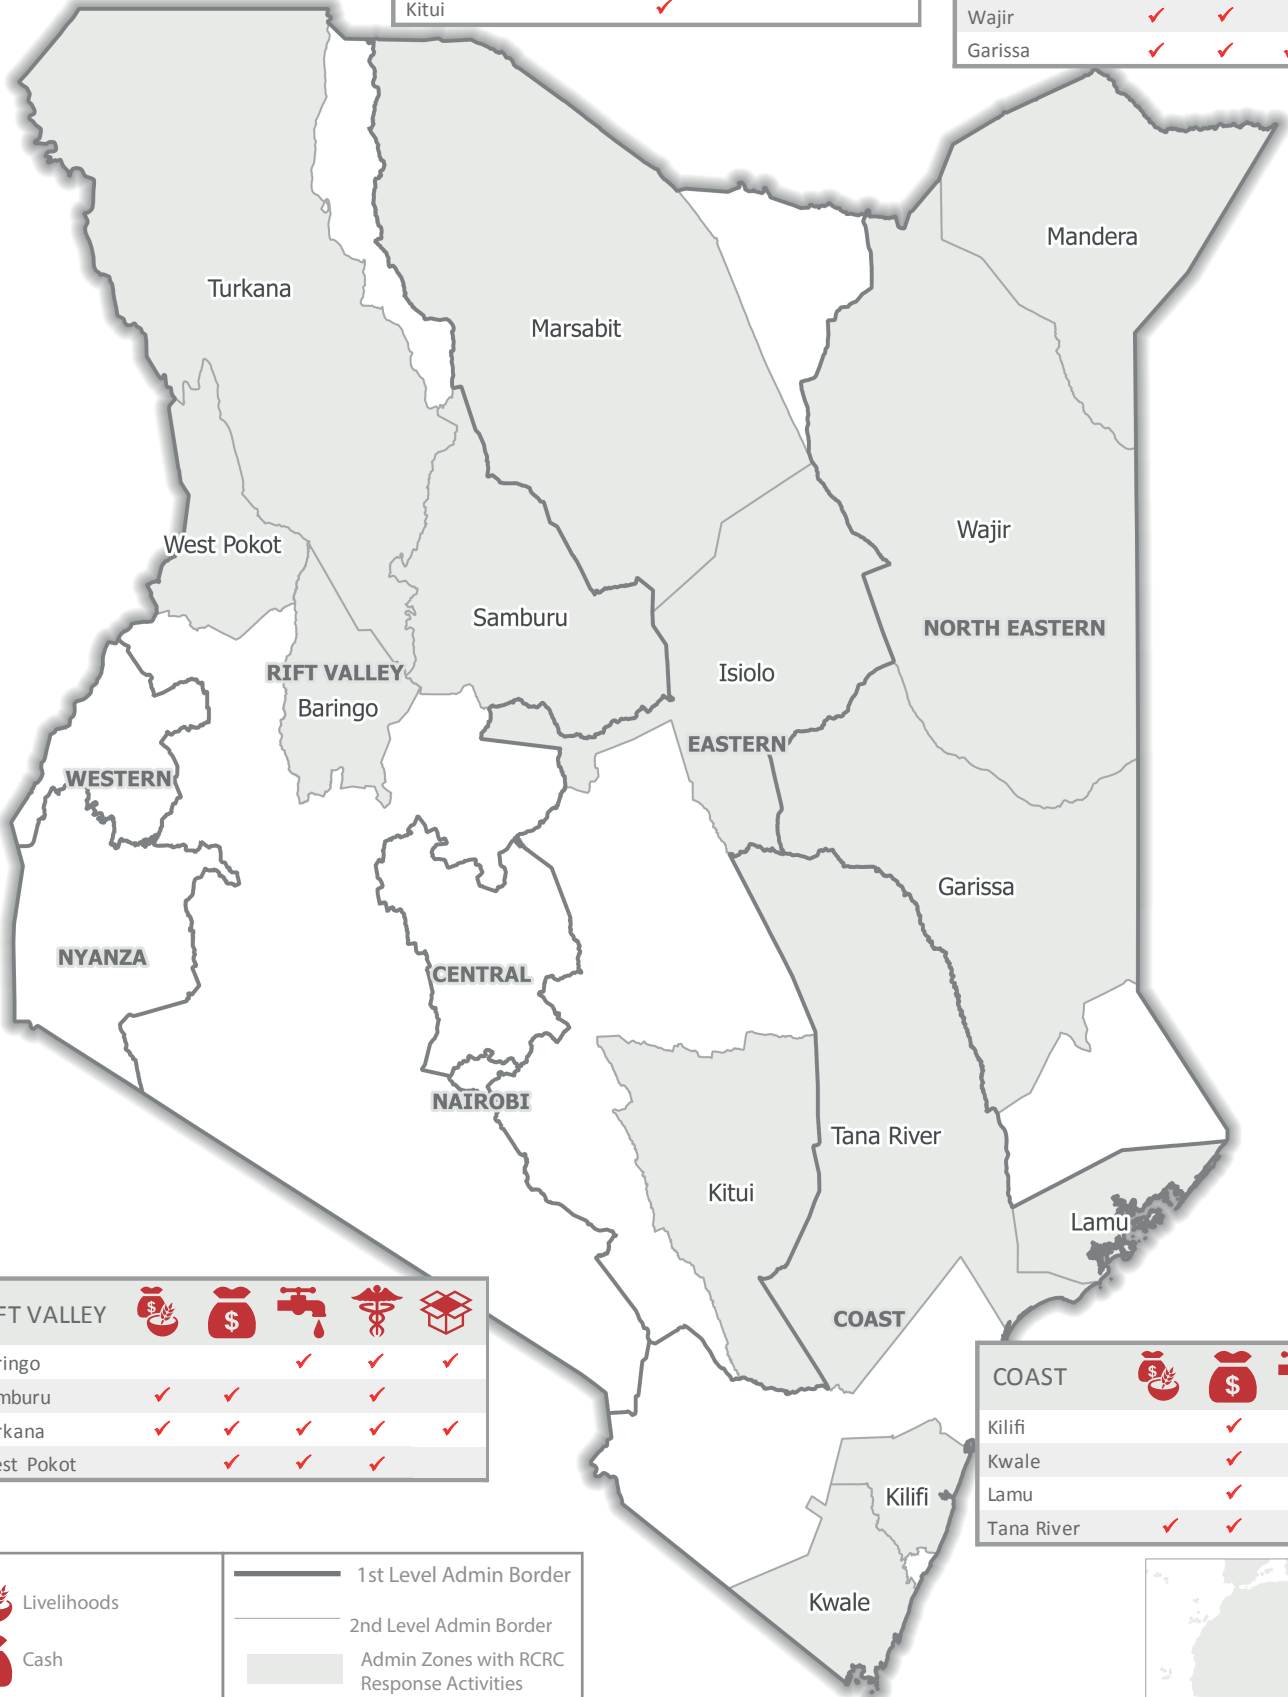 Kitui
Wajir
Garissa
Mandera
Turkana
Marsabit
Wajir
West Pokot
Samburu
NORTH EASTERN
RIFT VALLEY
Isiolo
Baringo
EASTERN
WESTERN
Garissa
NYANZA
CENTRAL
NAIROBI
Tana River
Kitui
Lamu
COAST
FT VALLEY
ringo
mburu
rkana
est Pokot
COAST
Kilifi
Kwale
Lamu
Tana River
Kilifi
Kwale
Livelihoods
Cash
1st Level Admin Border
2nd Level Admin Border
Admin Zones with RCRC
Response Activities